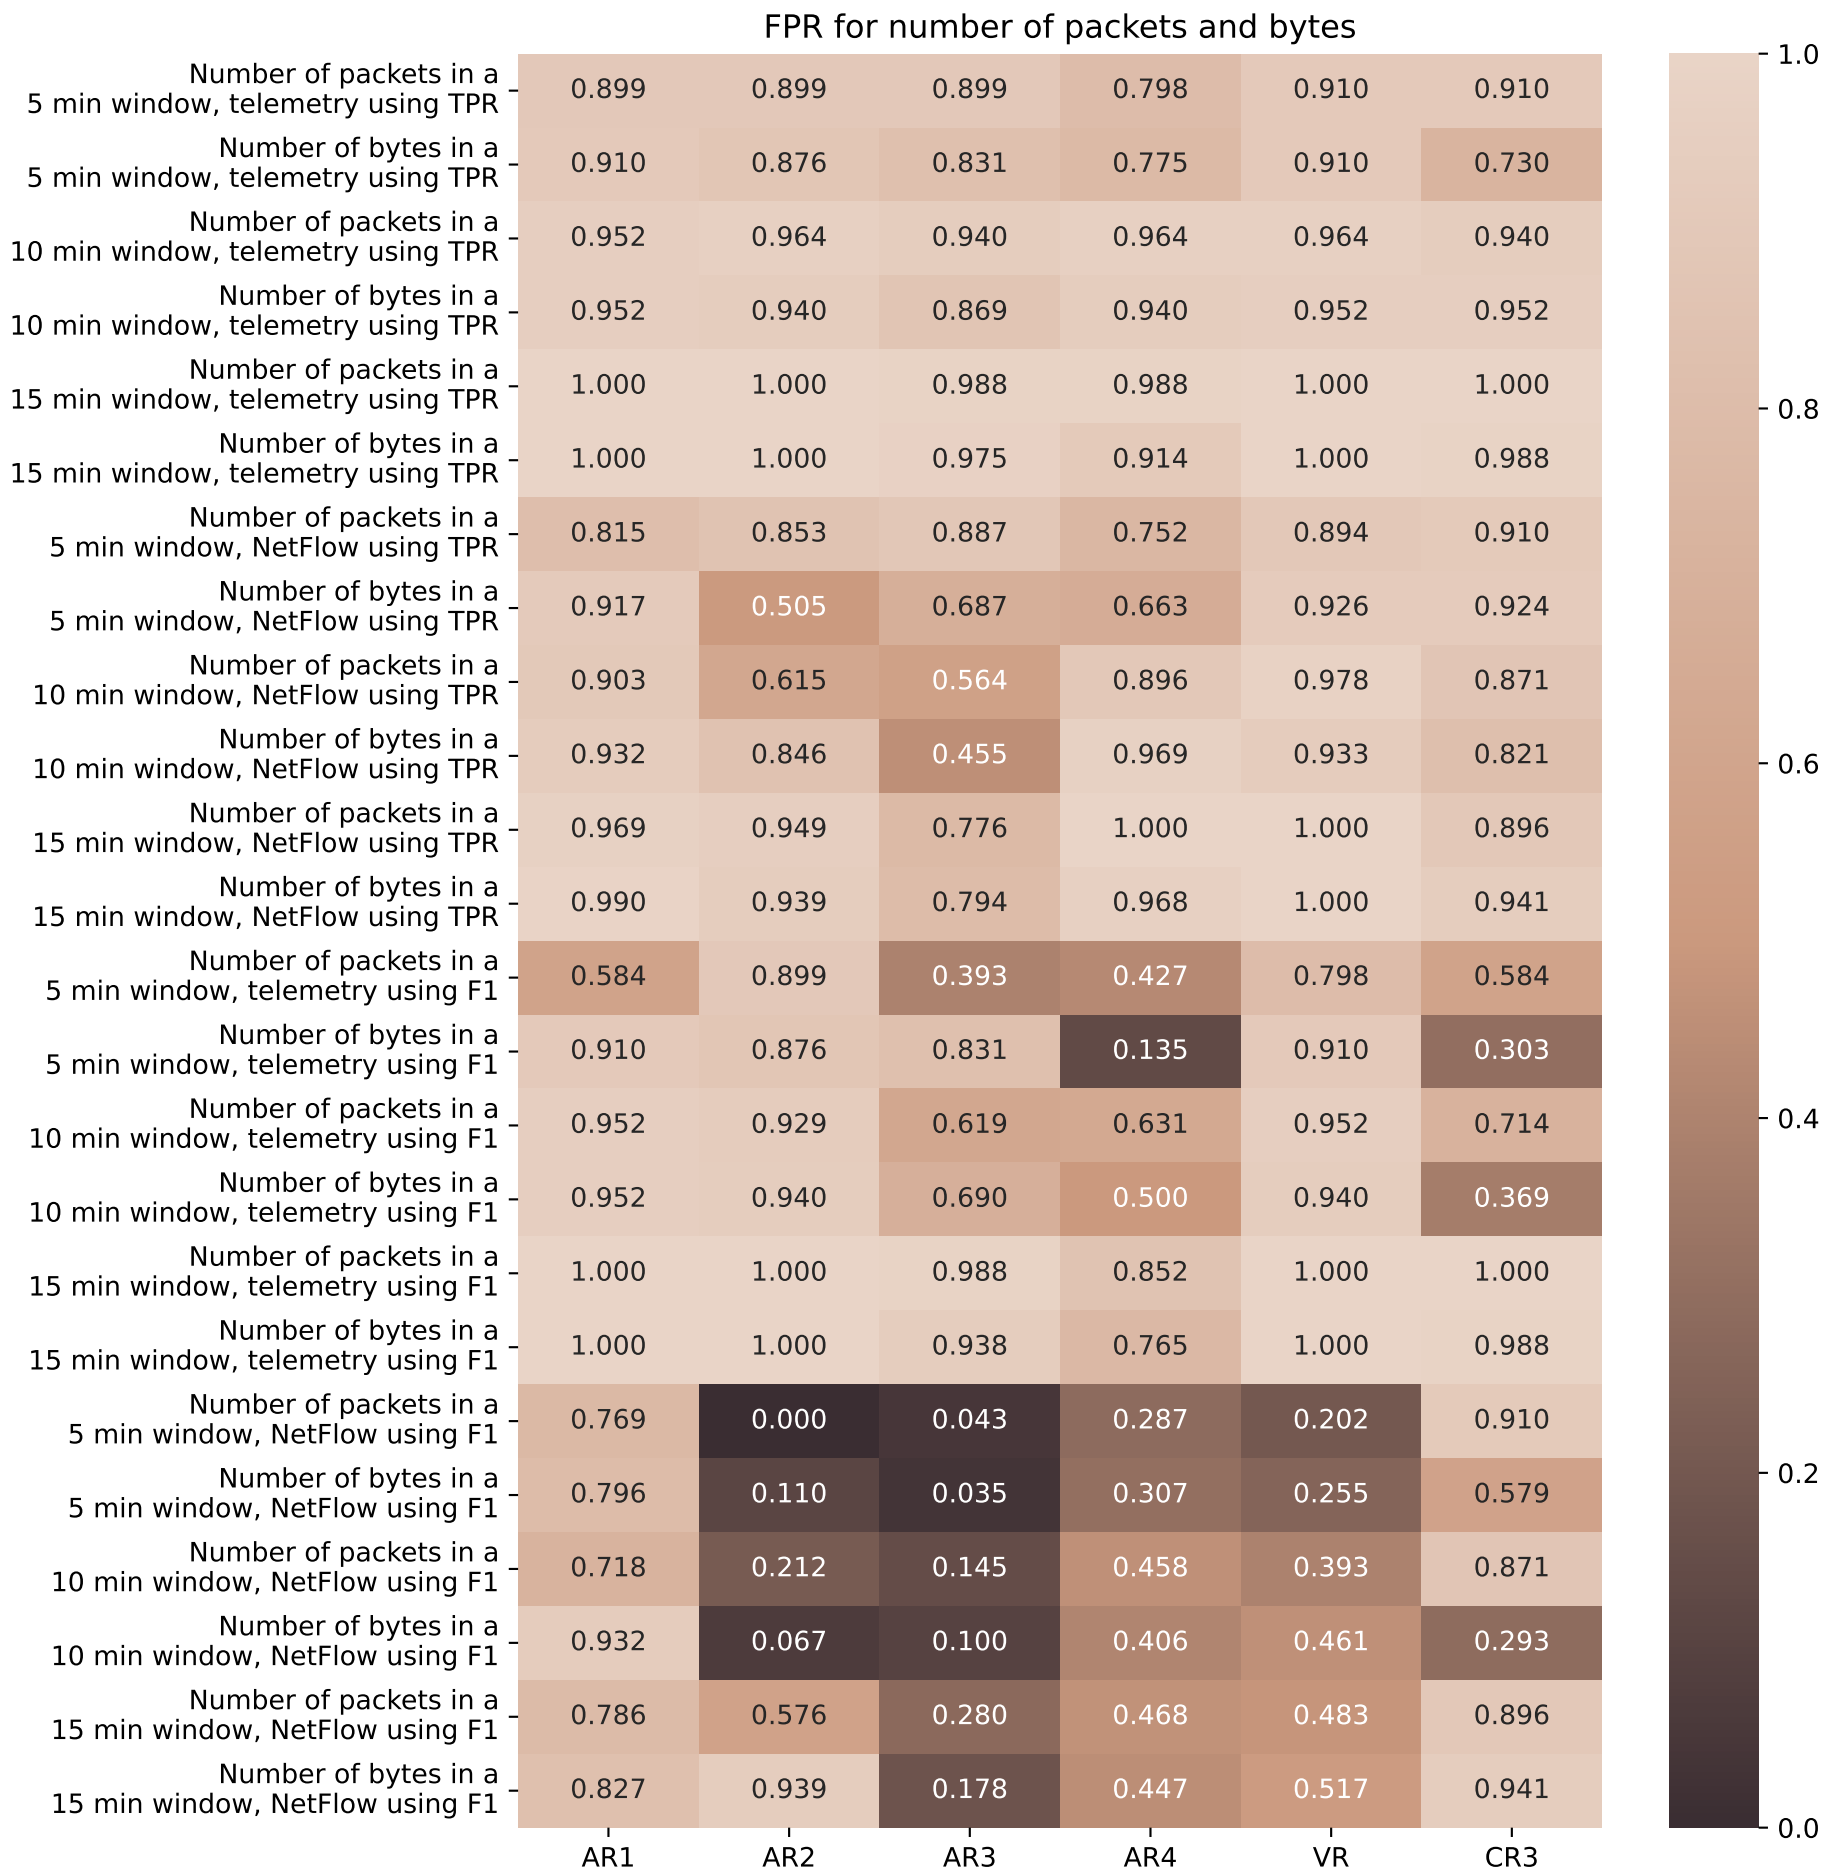 FPR for number of packets and bytes
Number of packets in a
5 min window, telemetry using TPR
0.899 0.899 0.899 0.798 0.910 0.910
Number of bytes in a
5 min window, telemetry using TPR
0.910 0.876 0.831 0.775 0.910 0.730
Number of packets in a
10 min window, telemetry using TPR
0.952 0.964 0.940 0.964 0.964 0.940
Number of bytes in a
10 min window, telemetry using TPR
0.952 0.940 0.869 0.940 0.952 0.952
Number of packets in a
15 min window, telemetry using TPR
1.000 1.000 0.988 0.988 1.000 1.000
Number of bytes in a
15 min window, telemetry using TPR
1.000 1.000 0.975 0.914 1.000 0.988
Number of packets in a
5 min window, NetFlow using TPR
0.815 0.853 0.887 0.752 0.894 0.910
Number of bytes in a
5 min window, NetFlow using TPR
0.917 0.505 0.687 0.663 0.926 0.924
Number of packets in a
10 min window, NetFlow using TPR
0.903 0.615 0.564 0.896 0.978 0.871
Number of bytes in a
10 min window, NetFlow using TPR
0.932 0.846 0.455 0.969 0.933 0.821
Number of packets in a
15 min window, NetFlow using TPR
0.969 0.949 0.776 1.000 1.000 0.896
Number of bytes in a
15 min window, NetFlow using TPR
0.990 0.939 0.794 0.968 1.000 0.941
Number of packets in a
5 min window, telemetry using F1
0.584 0.899 0.393 0.427 0.798 0.584
Number of bytes in a
5 min window, telemetry using F1
0.910 0.876 0.831 0.135 0.910 0.303
Number of packets in a
10 min window, telemetry using F1
0.952 0.929 0.619 0.631 0.952 0.714
Number of bytes in a
10 min window, telemetry using F1
0.952 0.940 0.690 0.500 0.940 0.369
Number of packets in a
15 min window, telemetry using F1
1.000 1.000 0.988 0.852 1.000 1.000
Number of bytes in a
15 min window, telemetry using F1
1.000 1.000 0.938 0.765 1.000 0.988
Number of packets in a
5 min window, NetFlow using F1
0.769 0.000 0.043 0.287 0.202 0.910
Number of bytes in a
5 min window, NetFlow using F1
0.796 0.110 0.035 0.307 0.255 0.579
Number of packets in a
10 min window, NetFlow using F1
0.718 0.212 0.145 0.458 0.393 0.871
Number of bytes in a
10 min window, NetFlow using F1
0.932 0.067 0.100 0.406 0.461 0.293
Number of packets in a
15 min window, NetFlow using F1
0.786 0.576 0.280 0.468 0.483 0.896
Number of bytes in a
15 min window, NetFlow using F1
0.827 0.939 0.178 0.447 0.517 0.941
AR1 AR2 AR3 AR4 VR CR3
1.0
0.8
0.6
0.4
0.2
0.0